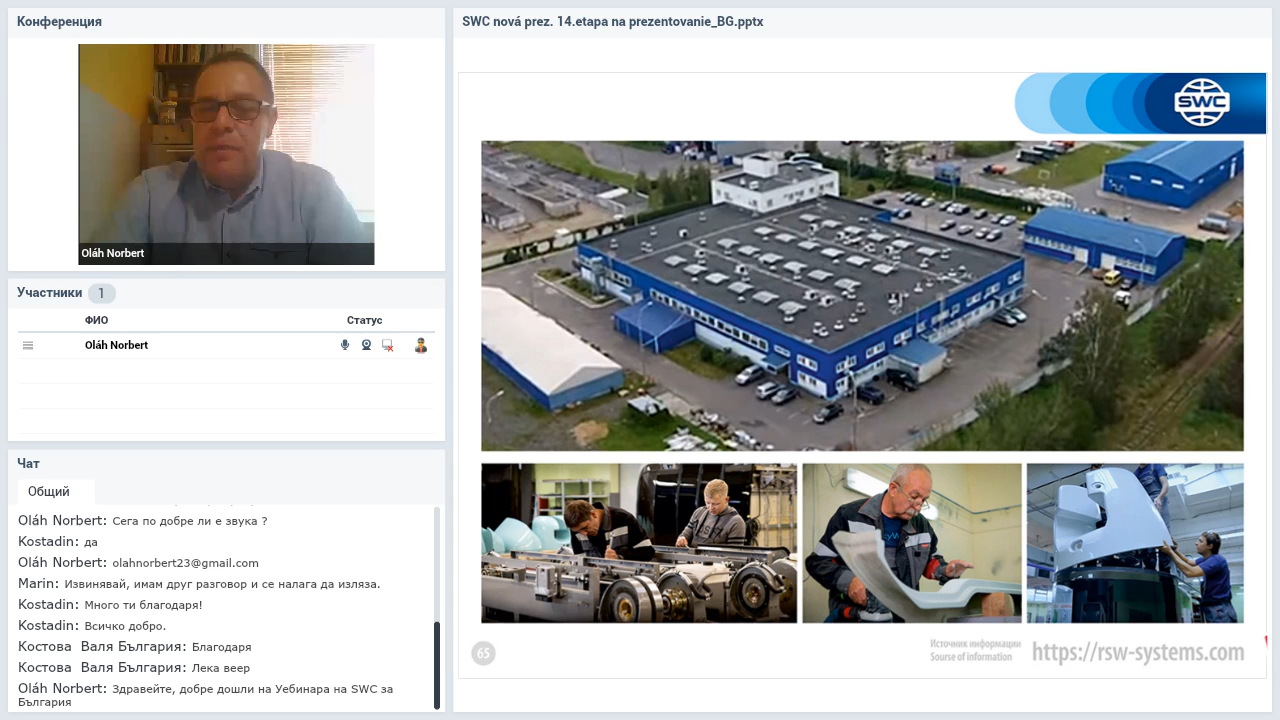 Конференция
Oláh Norbert
Участники 1
ФИО Статус
Oláh Norbert
Чат
Общий
Oláh Norbert: Сега по добре ли е звука ?
Kostadin: да
Oláh Norbert: olahnorbert23@gmail.com
Marin: Извинявай, имам друг разговор и се налага да изляза.
Kostadin: Много ти благодаря!
Kostadin: Всичко добро.
Костова Валя България: Благодаря
Костова Валя България: Лека веер
Oláh Norbert: Здравейте, добре дошли на Уебинара на SWC за
България
SWC nová prez. 14.etapa na prezentovanie_BG.pptx
SWC
65
Источник информации
Sourse of information
https://rsw-systems.com